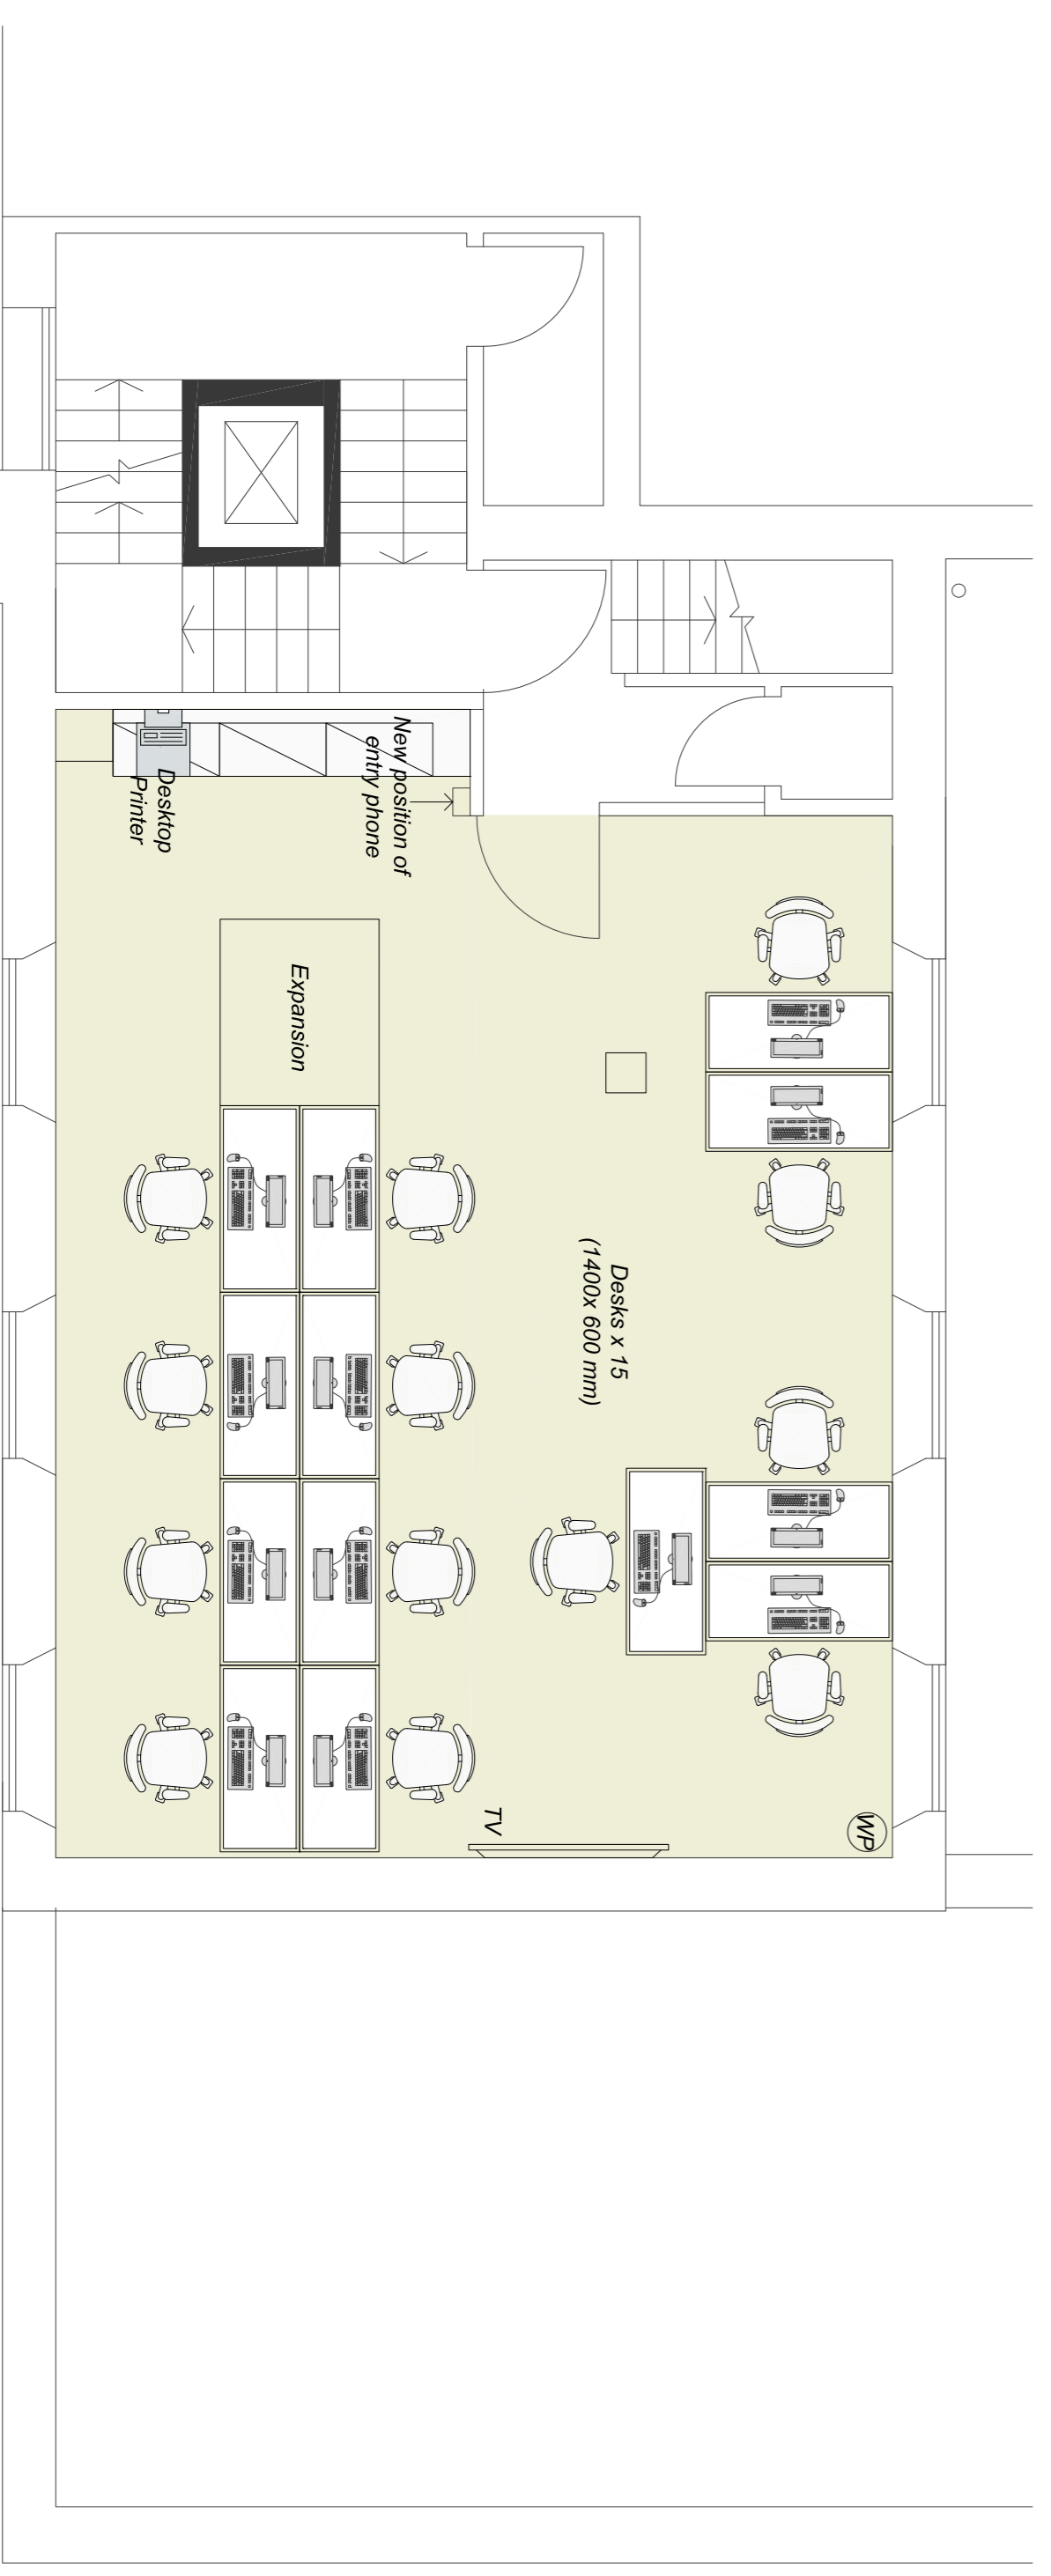 New position of
entry phone
Desktop
Printer
Expansion
Desks x 15
(1400x 600 mm)
TV
WP